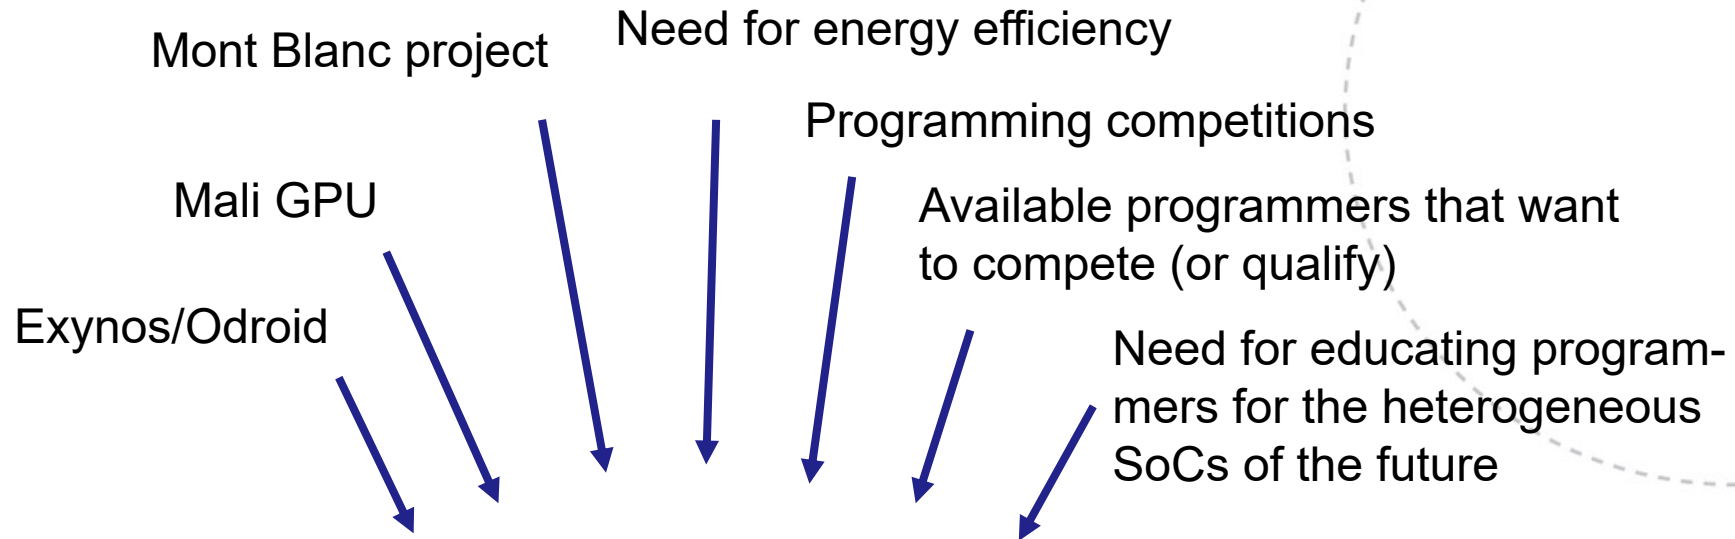 Mont Blanc project
Need for energy efficiency
Programming competitions
Mali GPU
Available programmers that want
to compete (or qualify)
Exynos/Odroid
Need for educating program-
mers for the heterogeneous
SoCs of the future